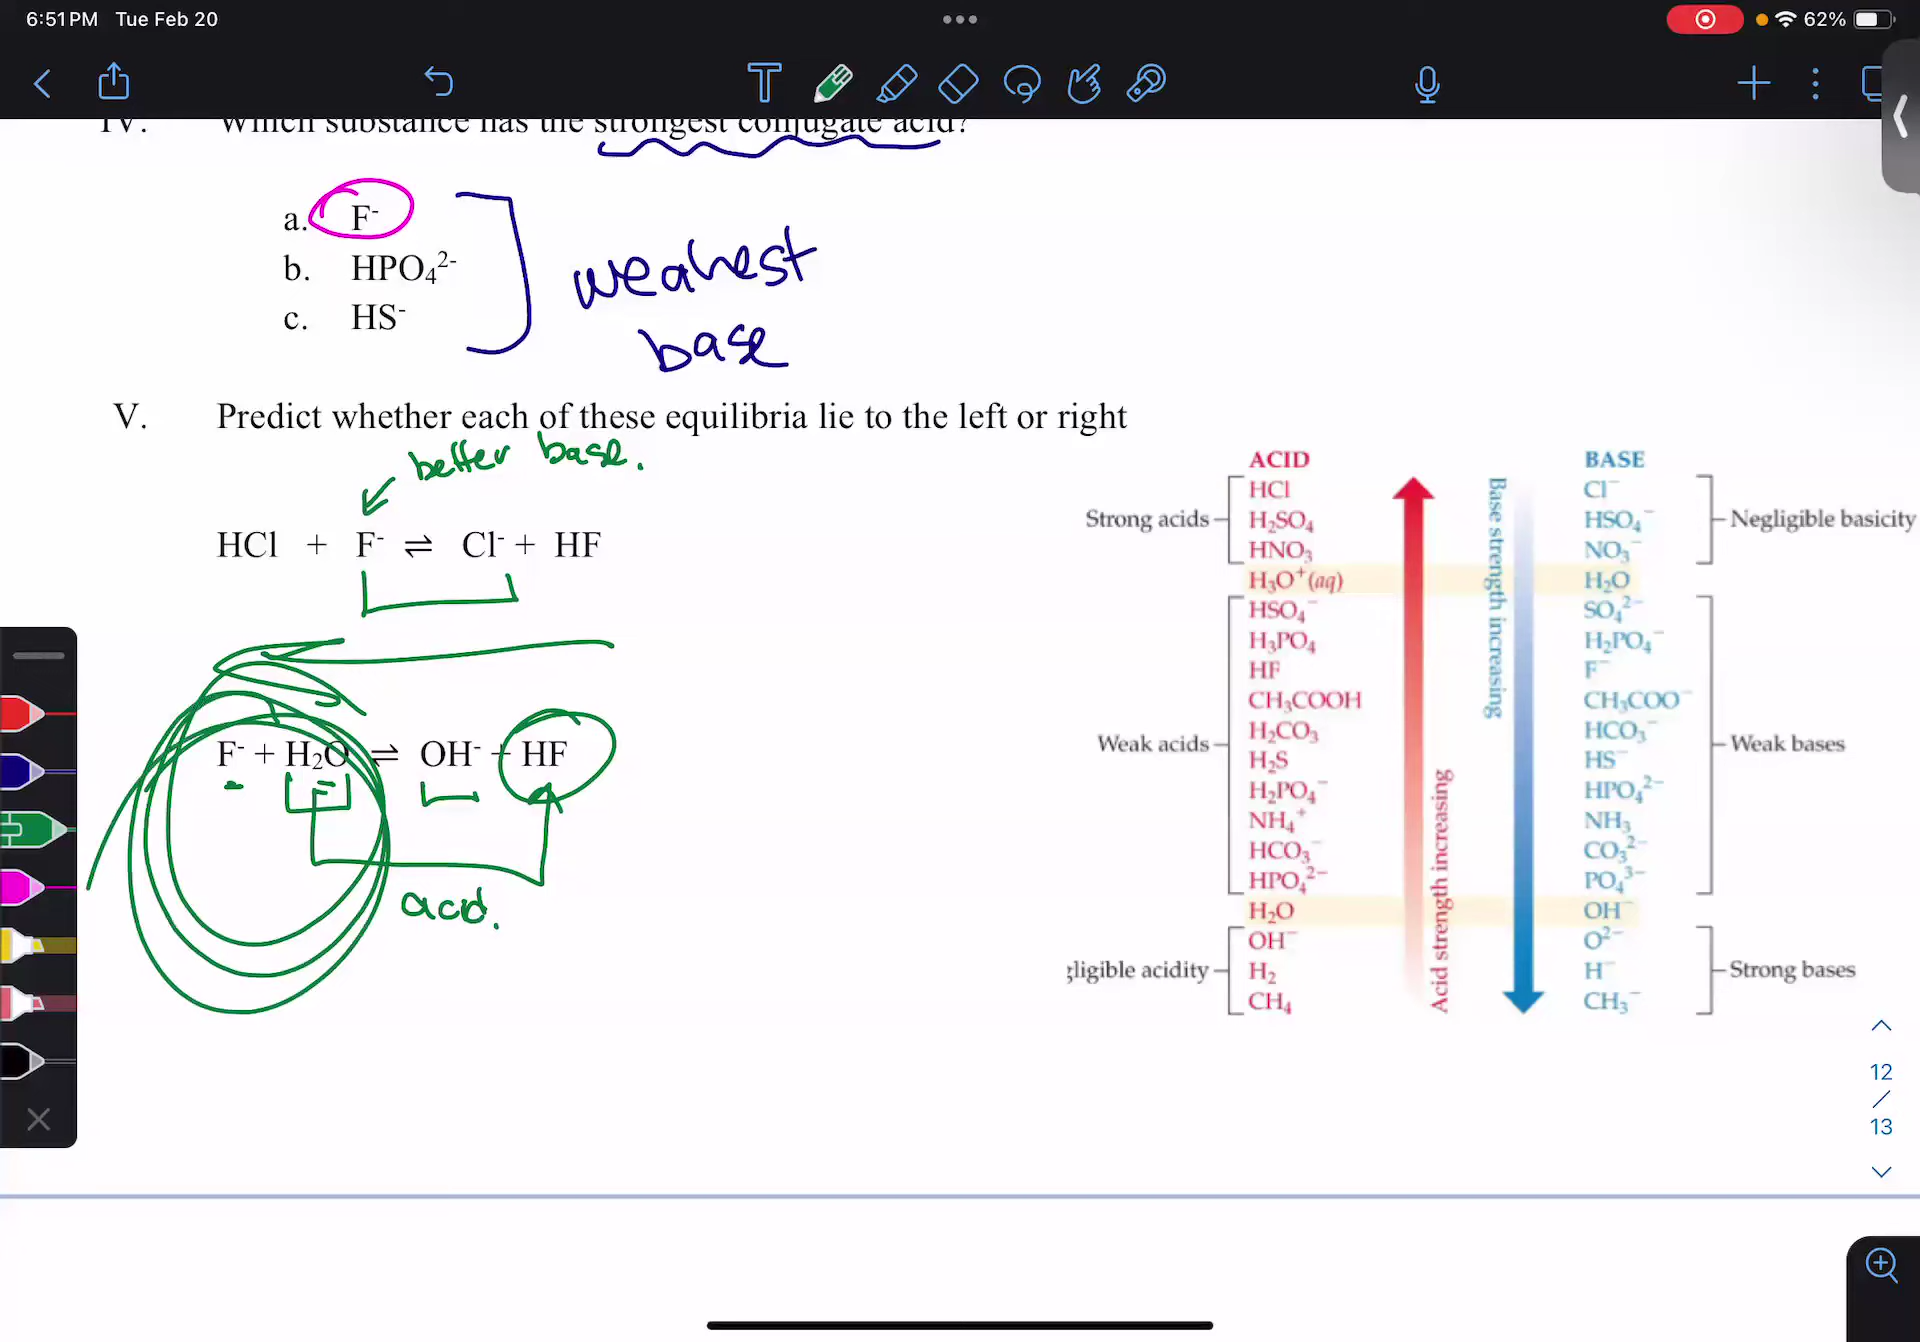 6:51 PM Tue Feb 20
62%
IV. Which substance has the strongest conjugate acid?
a. F⁻
b. HPO₄²⁻
c. HS⁻
weakest
base
V. Predict whether each of these equilibria lie to the left or right
better base.
HCl + F⁻ ⇌ Cl⁻ + HF
F⁻ + H₂O ⇌ OH⁻ + HF
acid.
ACID BASE
HCl Cl⁻
Strong acids H₂SO₄ HSO₄⁻ Negligible basicity
HNO₃ NO₃⁻
H₃O⁺(aq) H₂O
HSO₄⁻ SO₄²⁻
H₃PO₄ H₂PO₄⁻
HF F⁻
CH₃COOH CH₃COO⁻
H₂CO₃ HCO₃⁻
Weak acids Weak bases
H₂S HS⁻
H₂PO₄⁻ HPO₄²⁻
NH₄⁺ NH₃
HCO₃⁻ CO₃²⁻
HPO₄²⁻ PO₄³⁻
H₂O OH⁻
OH⁻ O²⁻
gligible acidity H₂ H⁻ Strong bases
CH₄ CH₃⁻
Acid strength increasing
Base strength increasing
12
/
13